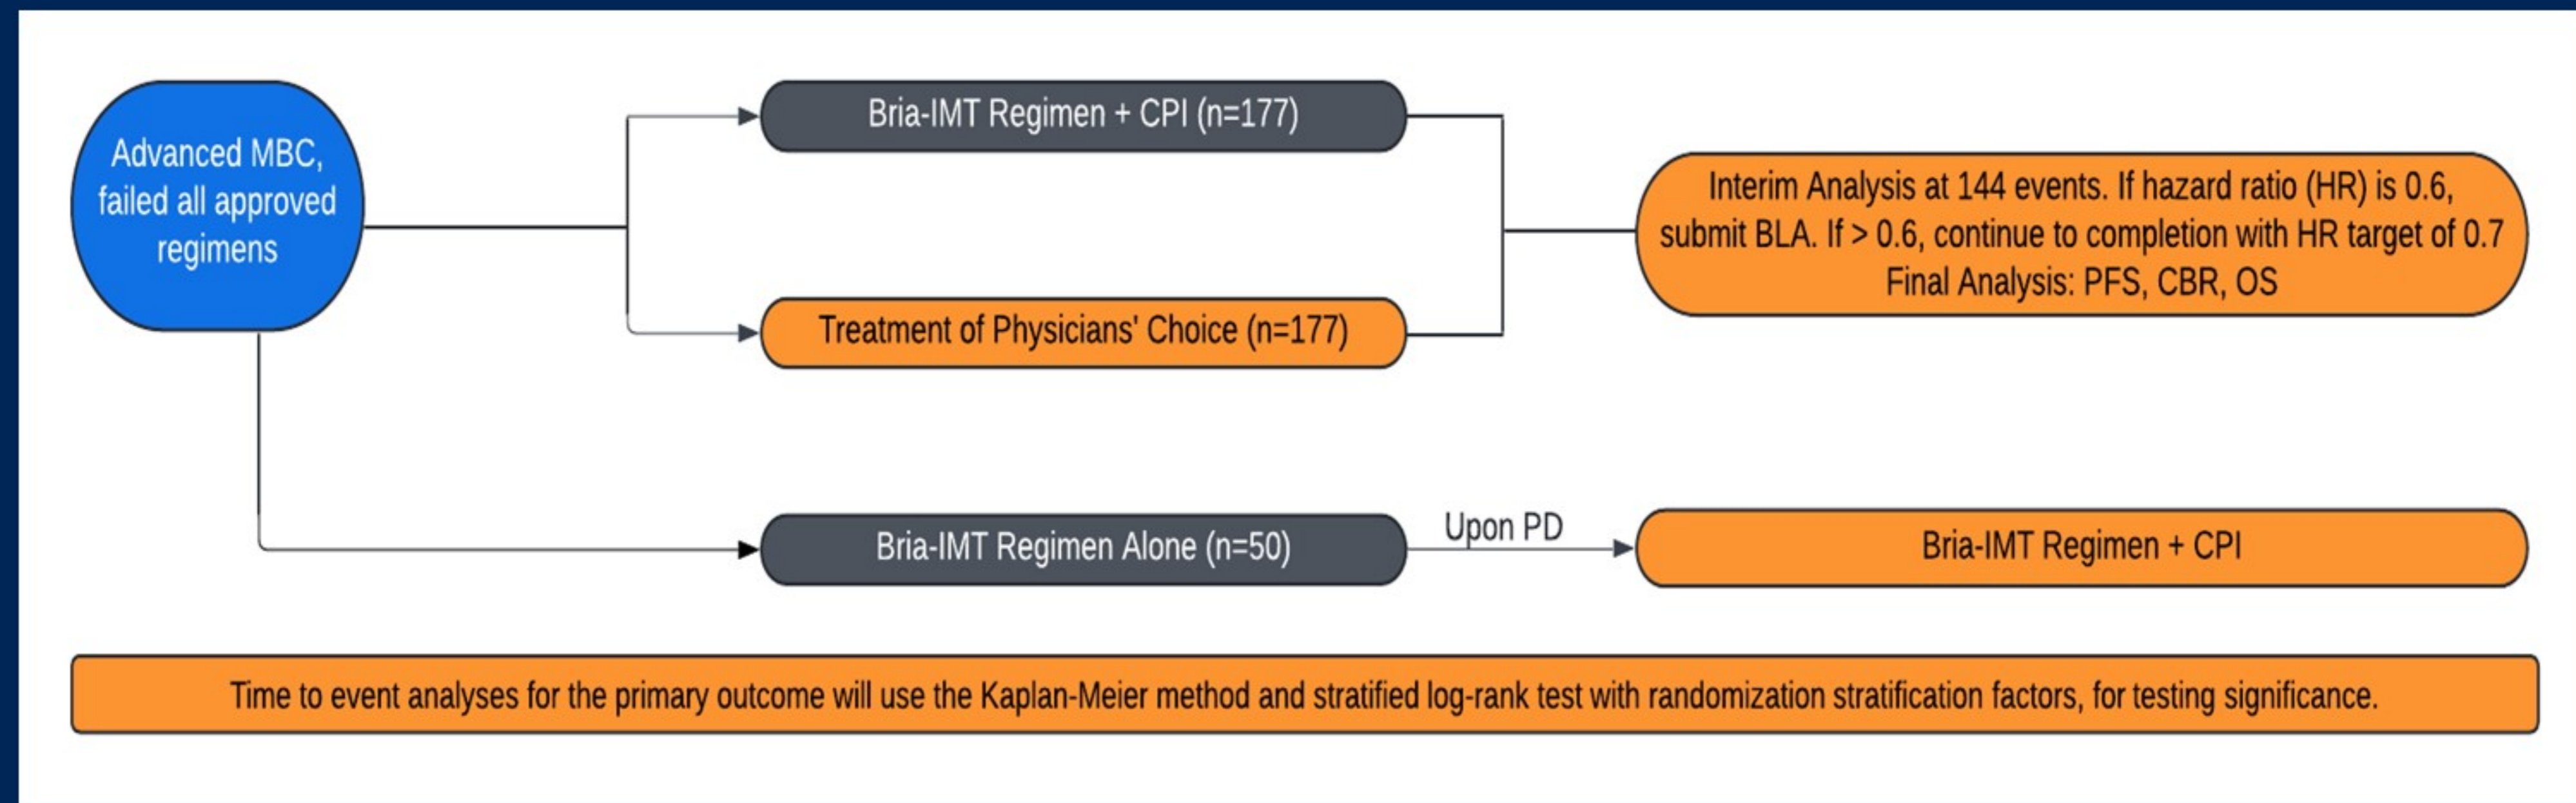 Advanced MBC,
failed all approved
regimens
Bria-IMT Regimen + CPI (n=177)
Treatment of Physicians' Choice (n=177)
Interim Analysis at 144 events. If hazard ratio (HR) is 0.6,
submit BLA. If > 0.6, continue to completion with HR target of 0.7
Final Analysis: PFS, CBR, OS
Bria-IMT Regimen Alone (n=50)
Upon PD
Bria-IMT Regimen + CPI
Time to event analyses for the primary outcome will use the Kaplan-Meier method and stratified log-rank test with randomization stratification factors, for testing significance.